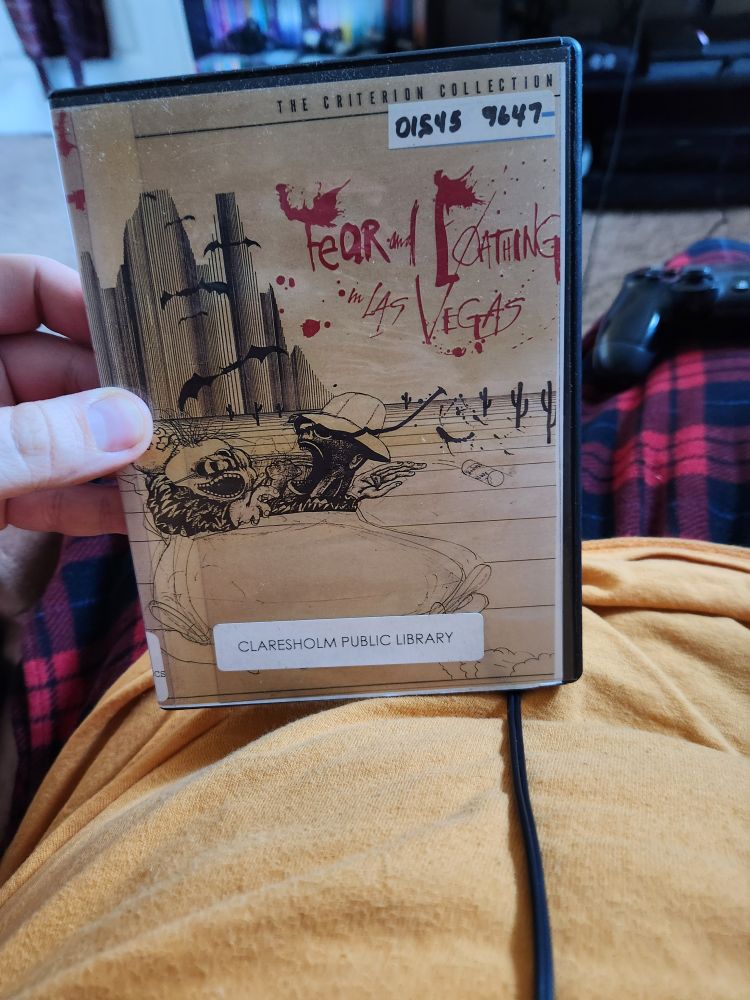 THE CRITERION COLLECTION
01545 9647
FEAR and LOATHING
in LAS VEGAS
CLARESHOLM PUBLIC LIBRARY